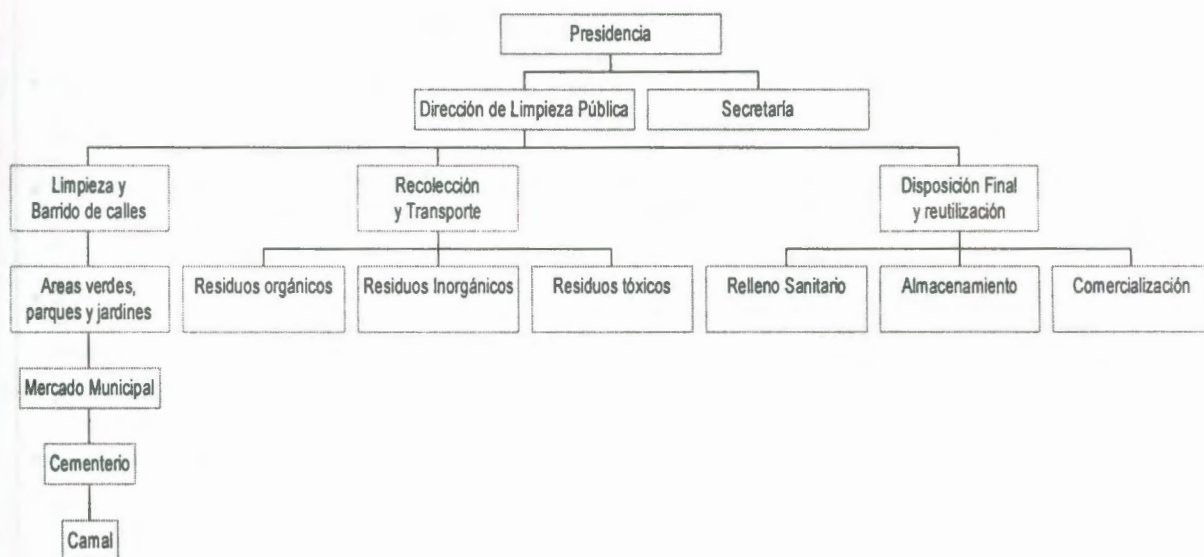 Presidencia
Dirección de Limpieza Pública
Secretaría
Limpieza y
Barrido de calles
Recolección
y Transporte
Disposición Final
y reutilización
Areas verdes,
parques y jardines
Residuos orgánicos
Residuos Inorgánicos
Residuos tóxicos
Relleno Sanitario
Almacenamiento
Comercialización
Mercado Municipal
Cementerio
Camal